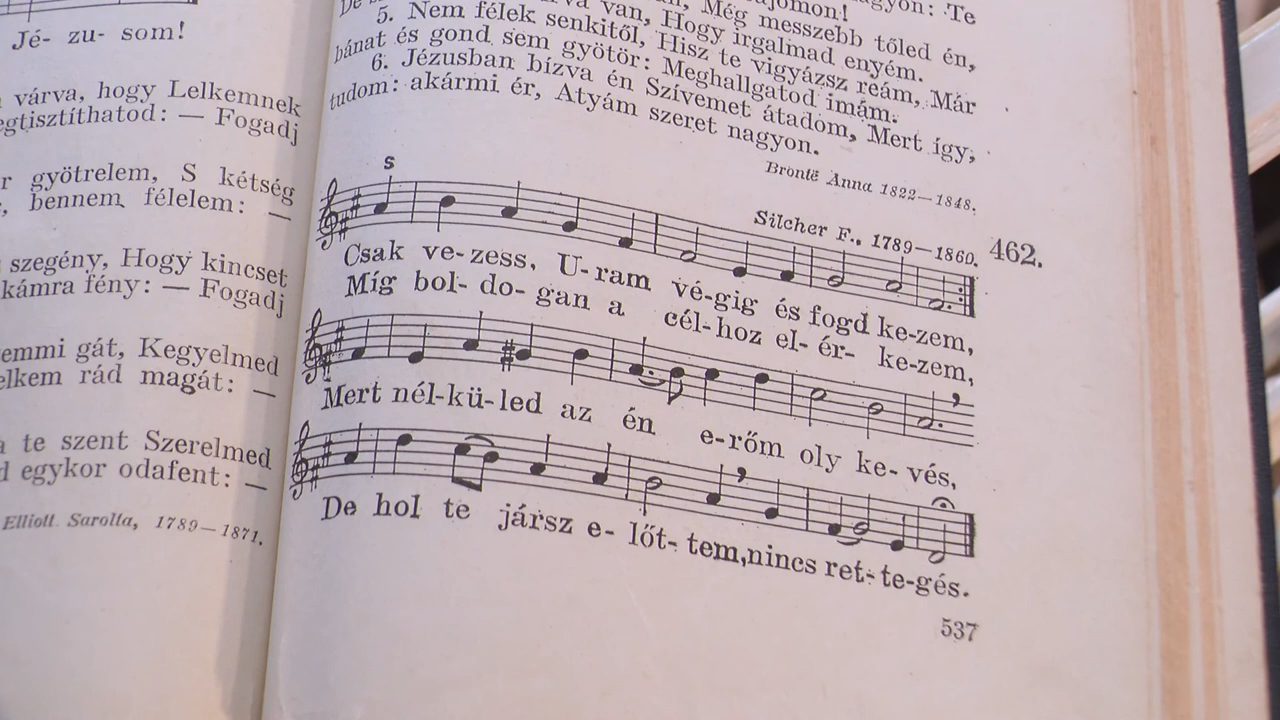 Jé- zu- som!
várva, hogy Lelkemnek
egtisztíthatod: — Fogadj
gyötrelem, S kétség
bennem félelem: —
szegény, Hogy kincset
kámra fény: — Fogadj
emmi gát, Kegyelmed
elkem rád magát: —
te szent Szerelmed
egykor odafent: —
Elliott Sarolta, 1789—1871.
Te
van, Még messzebb tőled én,
5. Nem félek senkitől, Hogy irgalmad enyém.
bánat és gond sem gyötör: Hisz te vigyázsz reám, Már
6. Jézusban bízva én Meghallgatod imám.
tudom: akármi ér, Szívemet átadom, Mert így,
Atyám szeret nagyon.
Brontë Anna 1822—1848.
Silcher F., 1789—1860.
462.
S
Csak ve-zess, U-ram vé-gig és fogd ke-zem,
Míg bol- do- gan a cél-hoz el- ér- ke-zem,
Mert nél-kü-led az én e-rőm oly ke- vés,
De hol te jársz e- lőt- tem,nincs ret-te-gés.
537